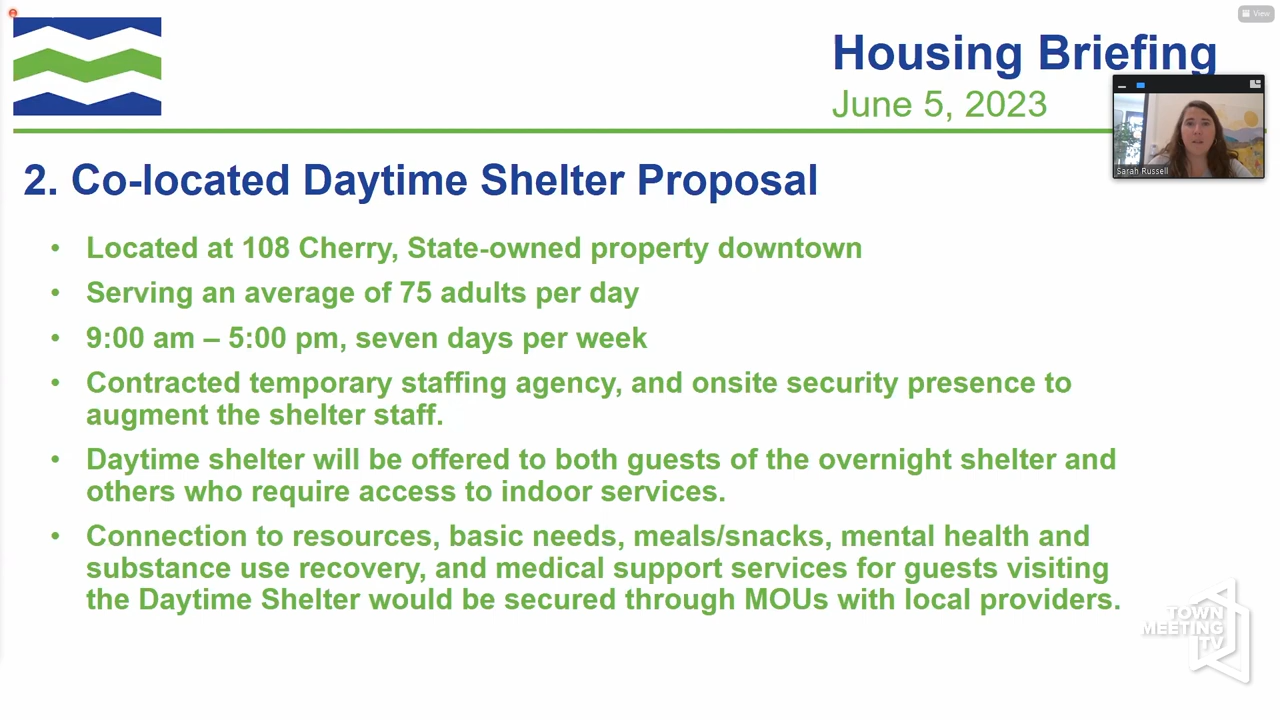 View
Housing Briefing
June 5, 2023
Sarah Russell
2. Co-located Daytime Shelter Proposal
• Located at 108 Cherry, State-owned property downtown
• Serving an average of 75 adults per day
• 9:00 am – 5:00 pm, seven days per week
• Contracted temporary staffing agency, and onsite security presence to
augment the shelter staff.
• Daytime shelter will be offered to both guests of the overnight shelter and
others who require access to indoor services.
• Connection to resources, basic needs, meals/snacks, mental health and
substance use recovery, and medical support services for guests visiting
the Daytime Shelter would be secured through MOUs with local providers.
TOWN
MEETING
TV